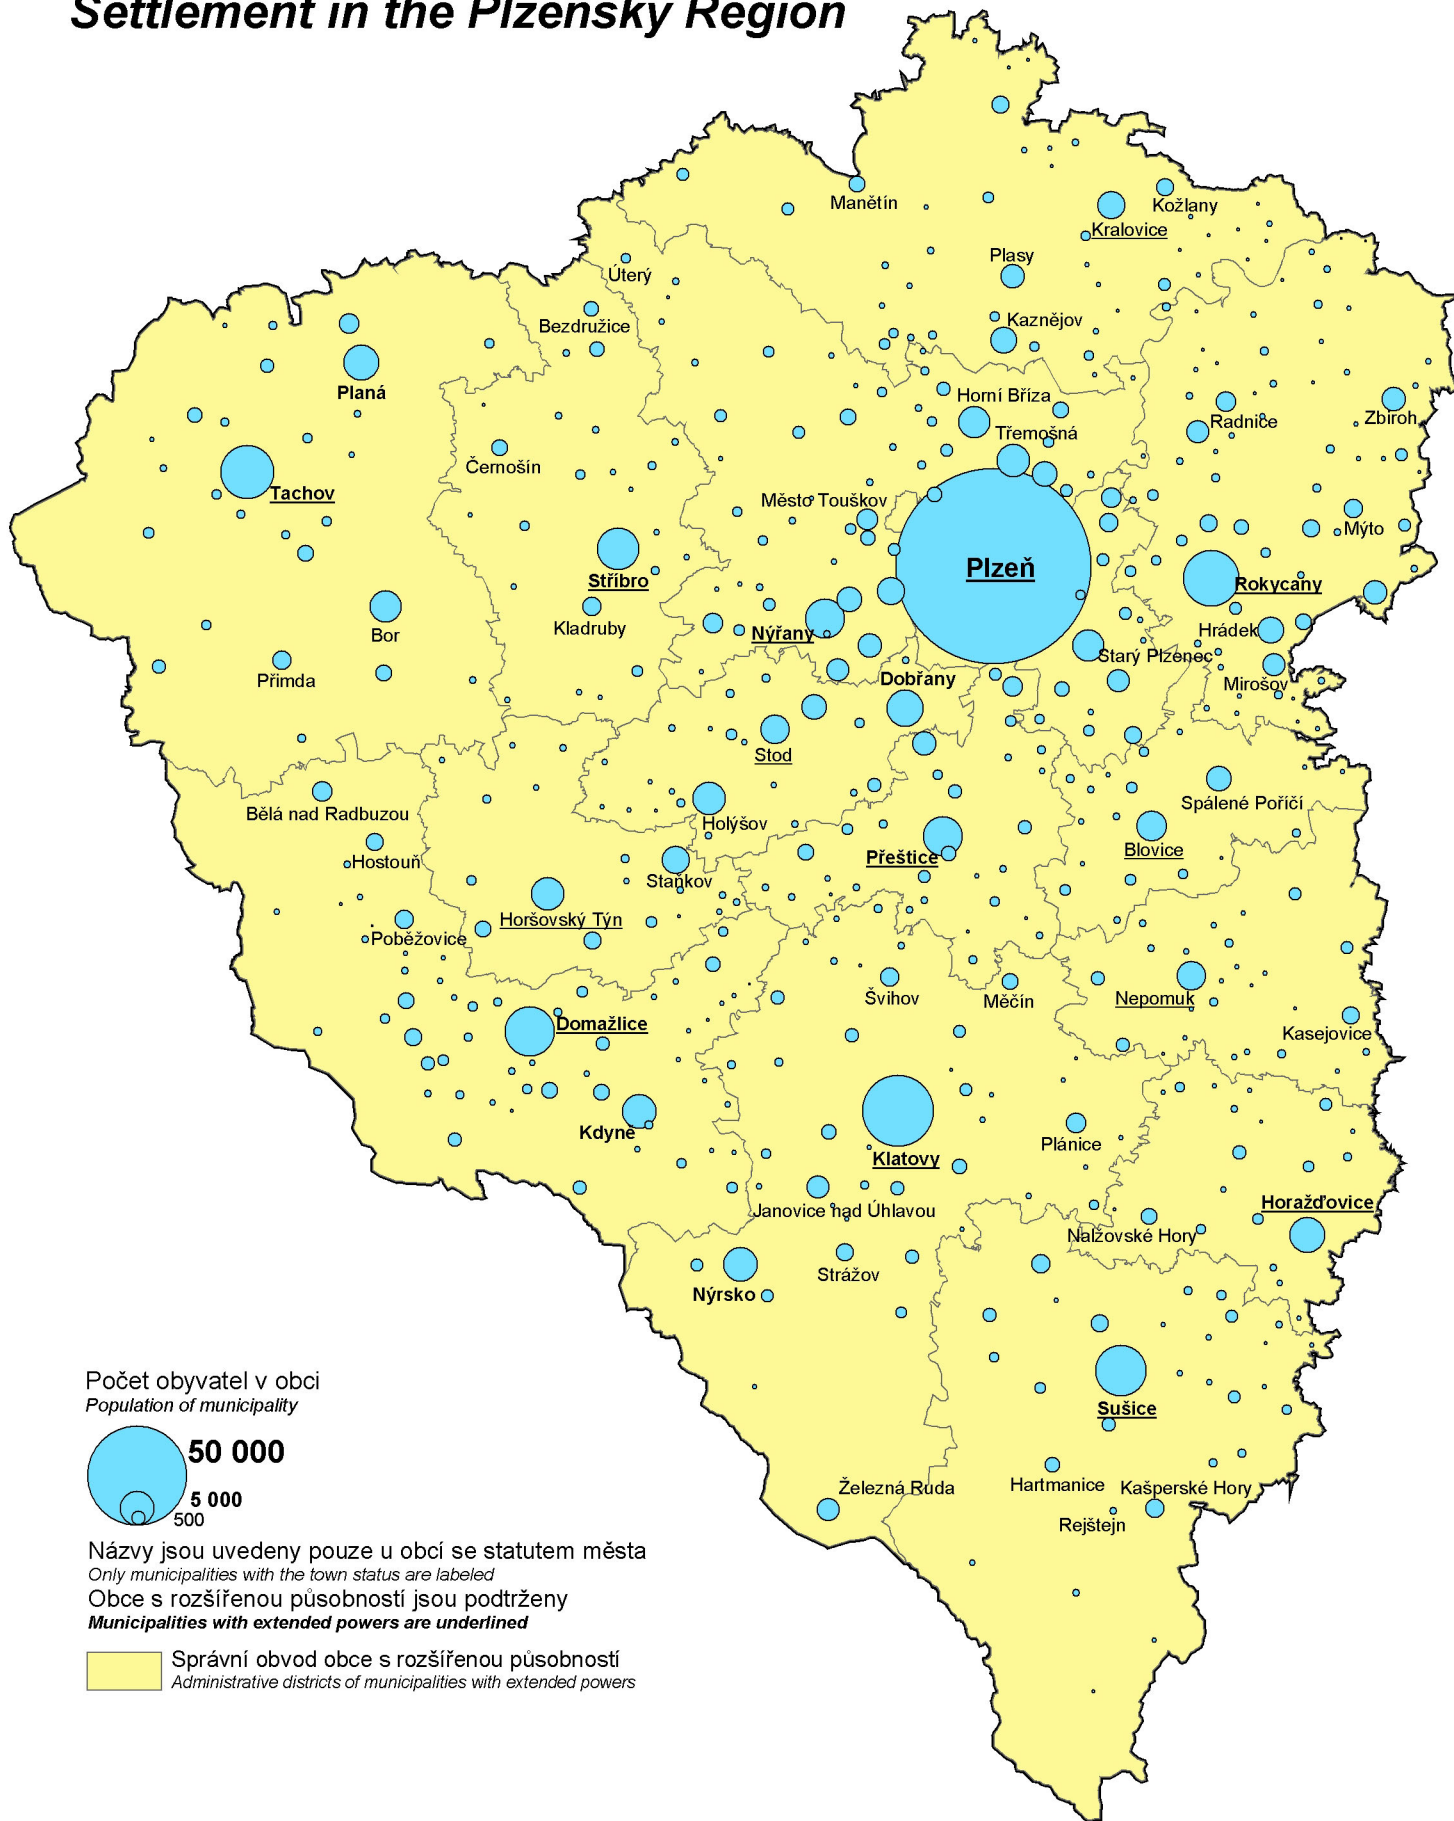 Settlement in the Plzeňský Region
Manětín
Kožlany
Kralovice
Plasy
Úterý
Bezdružice
Kaznějov
Planá
Horní Bříza
Radnice
Zbiroh
Třemošná
Černošín
Tachov
Město Touškov
Mýto
Plzeň
Stříbro
Rokycany
Kladruby
Bor
Nýřany
Hrádek
Starý Plzenec
Přimda
Dobřany
Mirošov
Stod
Spálené Poříčí
Bělá nad Radbuzou
Holýšov
Hostouň
Přeštice
Blovice
Staňkov
Horšovský Týn
Poběžovice
Švihov
Měčín
Nepomuk
Domažlice
Kasejovice
Kdyně
Plánice
Klatovy
Horažďovice
Janovice nad Úhlavou
Nalžovské Hory
Strážov
Nýrsko
Sušice
Železná Ruda
Hartmanice
Kašperské Hory
Rejštejn
Počet obyvatel v obci
Population of municipality
50 000
5 000
500
Názvy jsou uvedeny pouze u obcí se statutem města
Only municipalities with the town status are labeled
Obce s rozšířenou působností jsou podtrženy
Municipalities with extended powers are underlined
Správní obvod obce s rozšířenou působností
Administrative districts of municipalities with extended powers